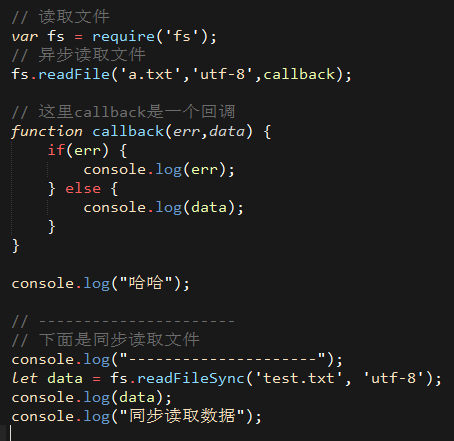 // 读取文件
var fs = require('fs');
// 异步读取文件
fs.readFile('a.txt','utf-8',callback);
// 这里callback是一个回调
function callback(err,data) {
    if(err) {
        console.log(err);
    } else {
        console.log(data);
    }
}
console.log("哈哈");
// ----------------------
// 下面是同步读取文件
console.log("---------------------");
let data = fs.readFileSync('test.txt', 'utf-8');
console.log(data);
console.log("同步读取数据");